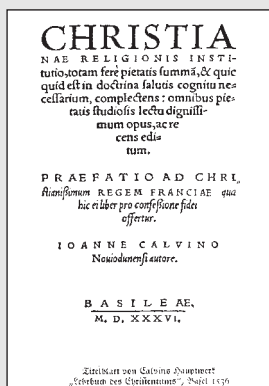 CHRISTIA
NAE RELIGIONIS INSTI-
tutio, totam ferè pietatis summã, & quic
quid est in doctrina salutis cognitu ne-
cessarium, complectens : omnibus pie-
tatis studiosis lectu dignissi-
mum opus, ac re
cens edi-
tum.
PRAEFATIO AD CHRI,
stianissimum REGEM FRANCIAE qua
hic ei liber pro confessione fidei
offertur.
IOANNE CALVINO
Nouiodunensi autore.
BASILEAE,
M. D. XXXVI.
Titelblatt von Calvins Hauptwerk
„Lehrbuch des Christentums“, Basel 1536